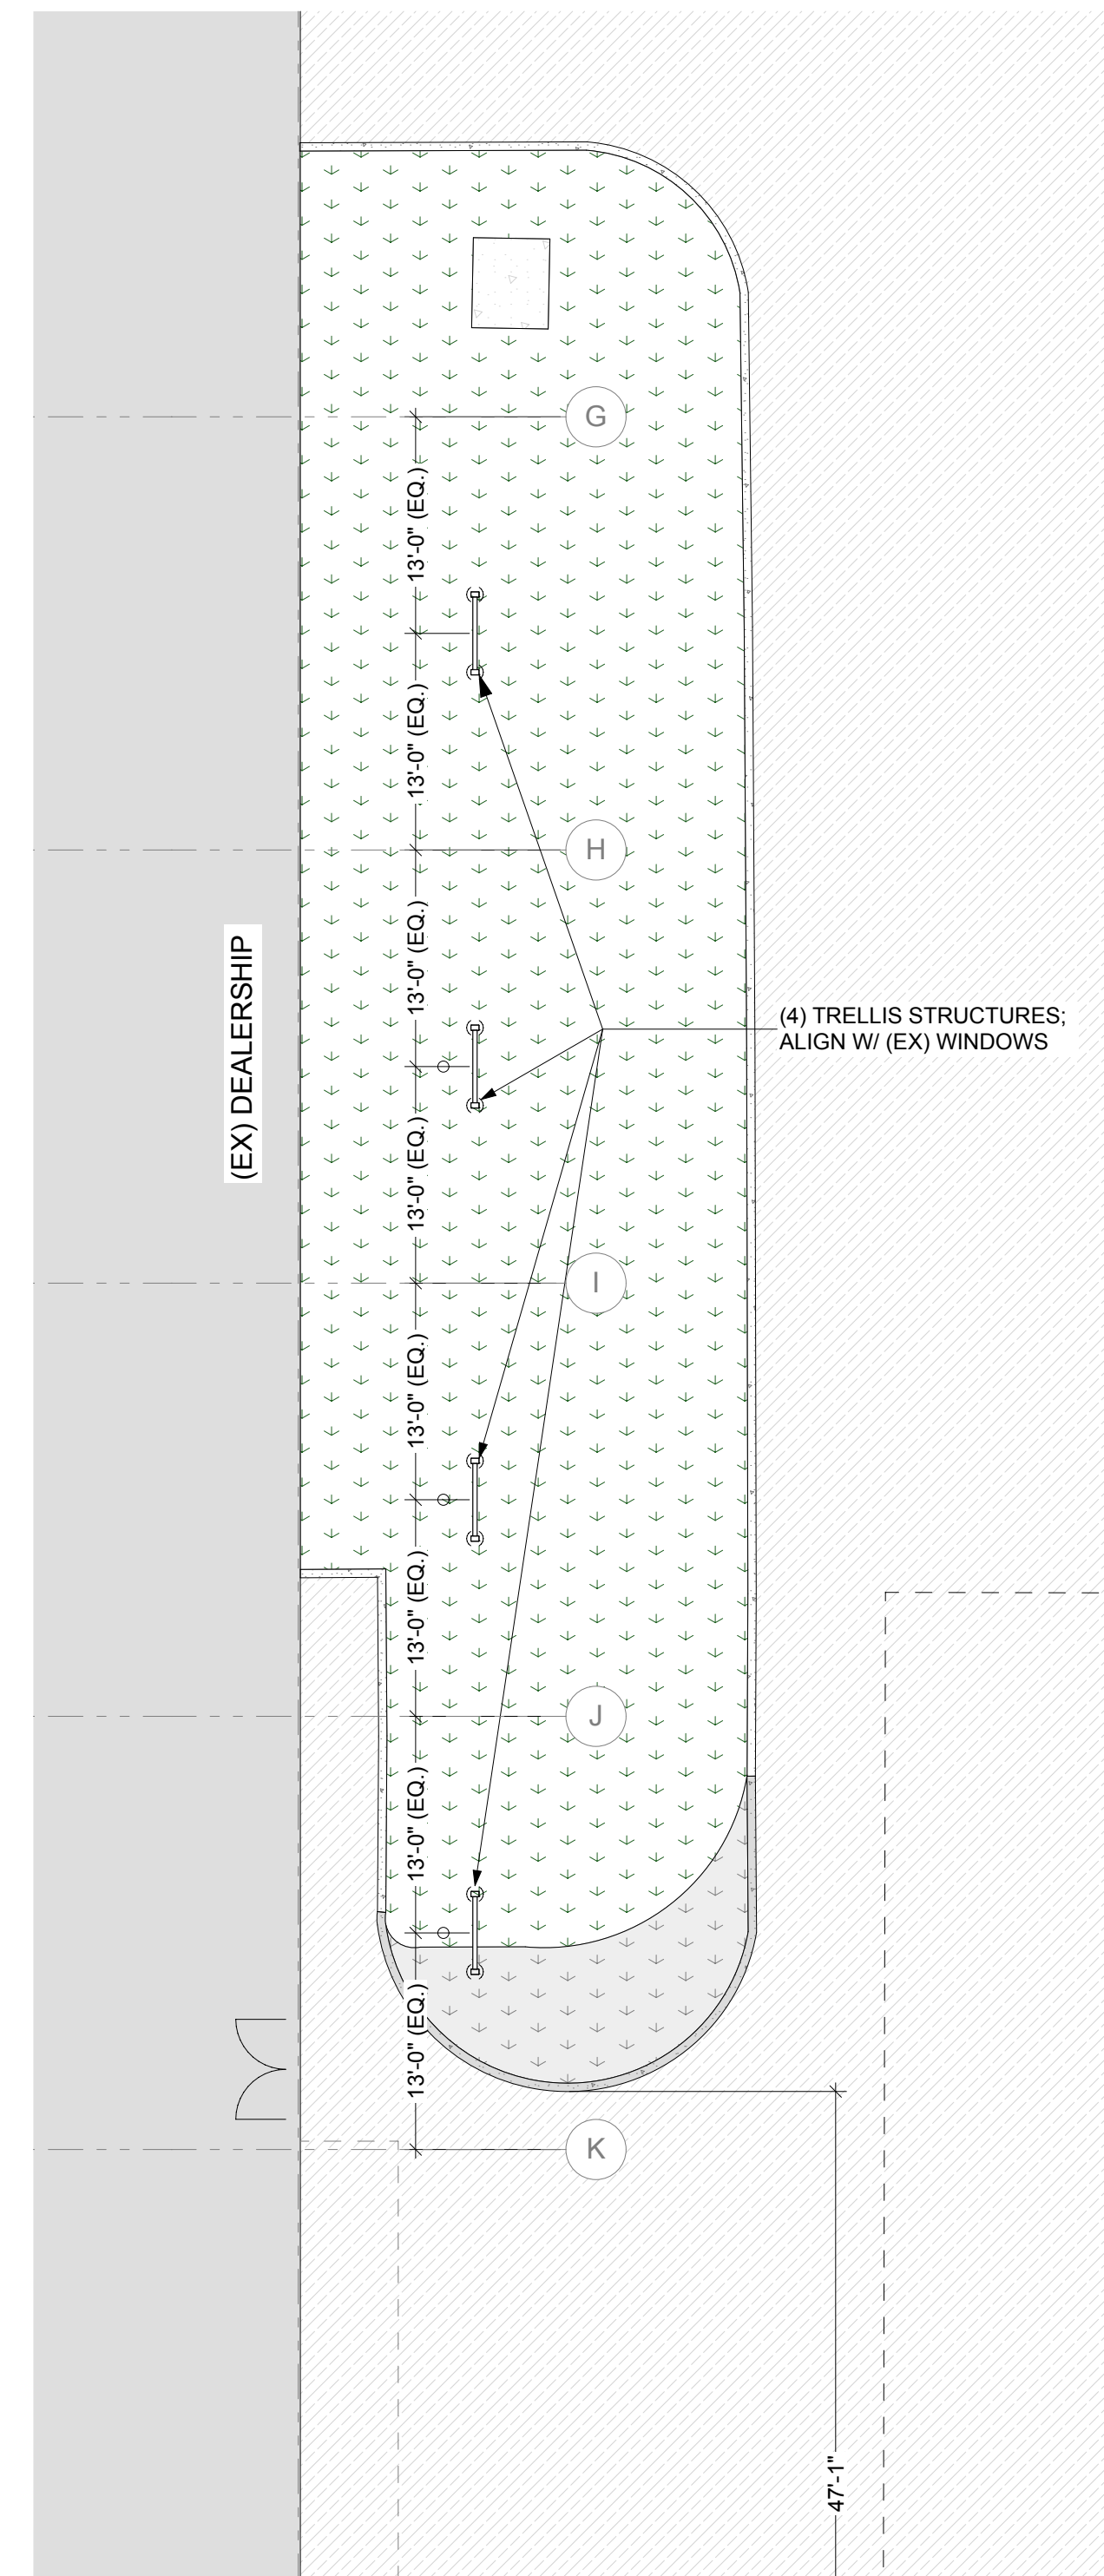 G
13'-0" (EQ.)
13'-0" (EQ.)
H
13'-0" (EQ.)
(EX) DEALERSHIP
(4) TRELLIS STRUCTURES;
ALIGN W/ (EX) WINDOWS
13'-0" (EQ.)
I
13'-0" (EQ.)
13'-0" (EQ.)
J
13'-0" (EQ.)
13'-0" (EQ.)
K
47'-1"